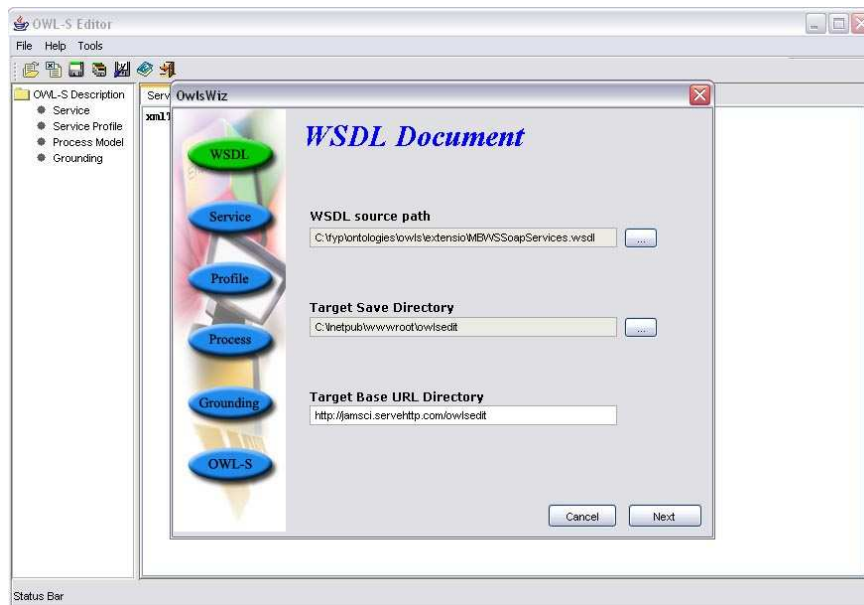 OWL-S Editor
File Help Tools
OWL-S Description
Service
Service Profile
Process Model
Grounding
Serv
xml
OwlsWiz
WSDL
Service
Profile
Process
Grounding
OWL-S
WSDL Document
WSDL source path
C:\fyp\ontologies\owls\extensio\MBWSSoapServices.wsdl
...
Target Save Directory
C:\Inetpub\wwwroot\owlsedit
...
Target Base URL Directory
http://jamsci.servehttp.com/owlsedit
Cancel Next
Status Bar